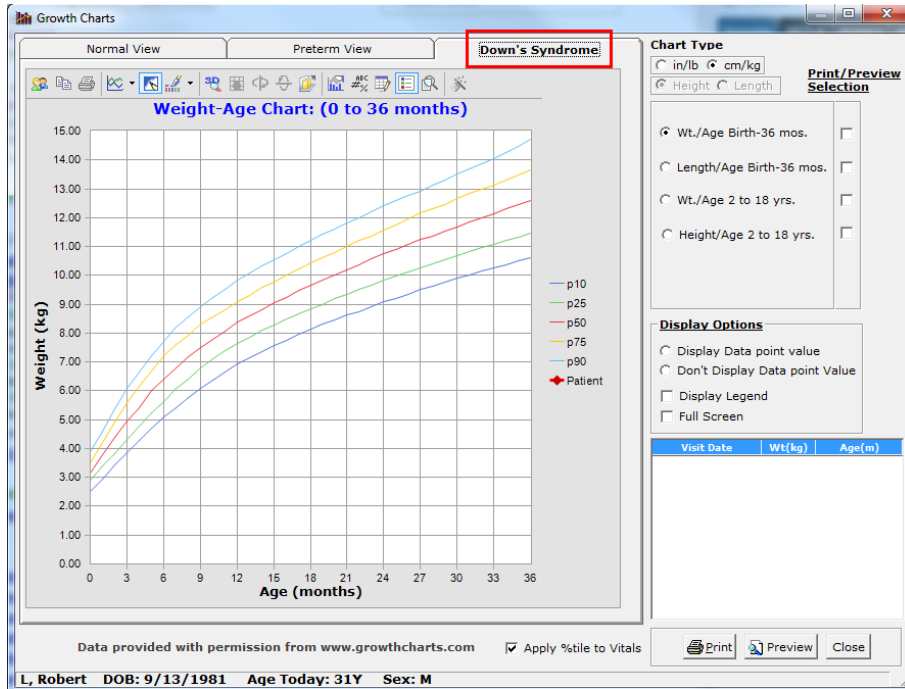 Growth Charts
Normal View
Preterm View
Down's Syndrome
Weight-Age Chart: (0 to 36 months)
15.00
14.00
13.00
12.00
11.00
10.00
9.00
8.00
7.00
6.00
5.00
4.00
3.00
2.00
1.00
0.00
Weight (kg)
0 3 6 9 12 15 18 21 24 27 30 33 36
Age (months)
p10
p25
p50
p75
p90
Patient
Chart Type
in/lb cm/kg
Height Length
Print/Preview
Selection
Wt./Age Birth-36 mos.
Length/Age Birth-36 mos.
Wt./Age 2 to 18 yrs.
Height/Age 2 to 18 yrs.
Display Options
Display Data point value
Don't Display Data point Value
Display Legend
Full Screen
Visit Date Wt(kg) Age(m)
Data provided with permission from www.growthcharts.com
Apply %tile to Vitals
Print Preview Close
L, Robert DOB: 9/13/1981 Age Today: 31Y Sex: M